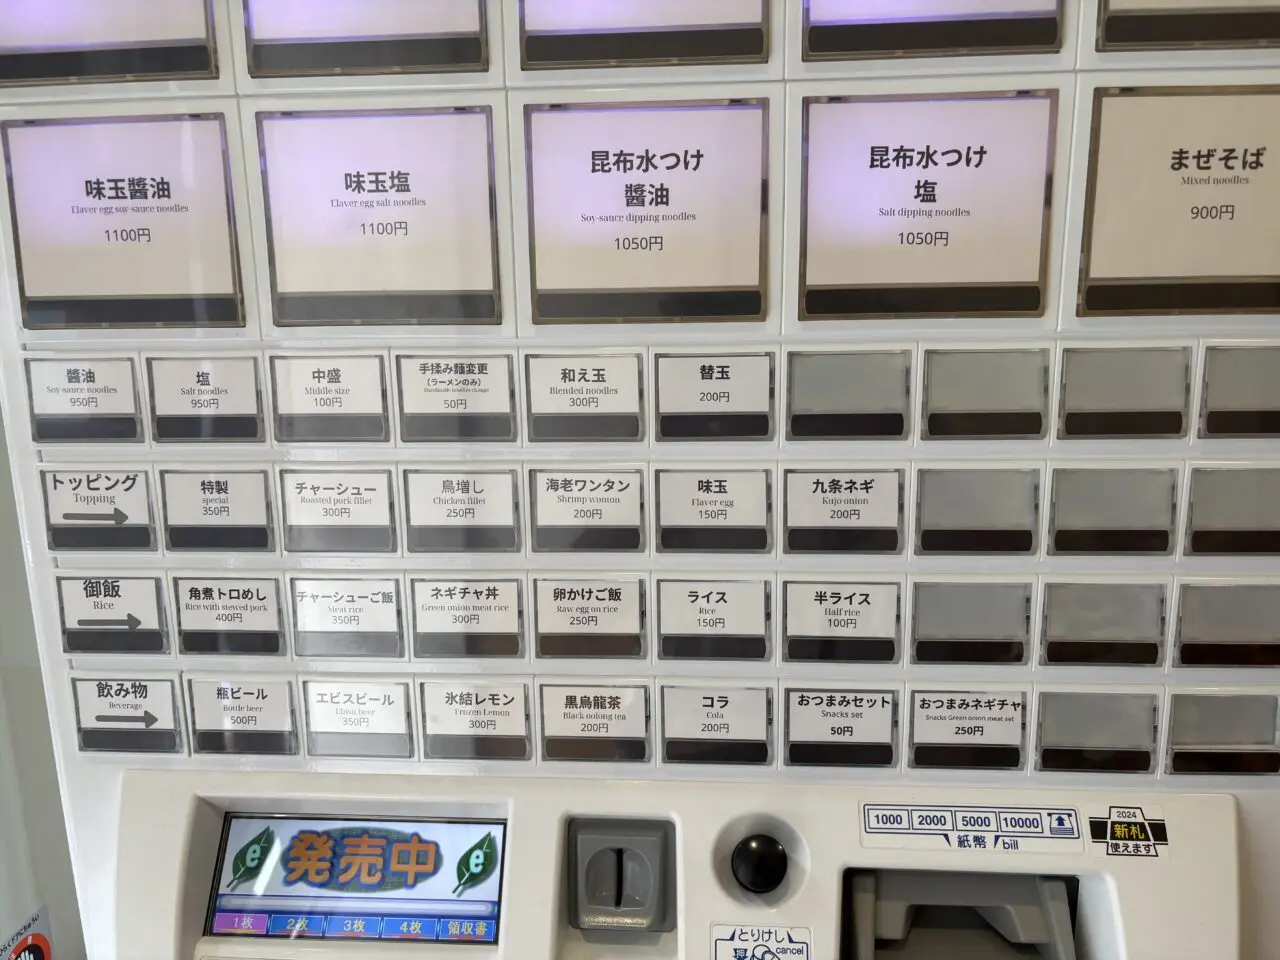 味玉醬油
Flaver egg soy-sauce noodles
1100円
味玉塩
Flaver egg salt noodles
1100円
昆布水つけ
醬油
Soy-sauce dipping noodles
1050円
昆布水つけ
塩
Salt dipping noodles
1050円
まぜそば
Mixed noodles
900円
醬油
Soy-sauce noodles
950円
塩
Salt noodles
950円
中盛
Middle size
100円
手揉み麺変更
(ラーメンのみ)
Handmade noodles change
50円
和え玉
Blended noodles
300円
替玉
200円
トッピング
Topping
特製
special
350円
チャーシュー
Roasted pork fillet
300円
鳥増し
Chicken fillet
250円
海老ワンタン
Shrimp wonton
200円
味玉
Flaver egg
150円
九条ネギ
Kujo onion
200円
御飯
Rice
角煮トロめし
Rice with stewed pork
400円
チャーシューご飯
Meat rice
350円
ネギチャ丼
Green onion meat rice
300円
卵かけご飯
Raw egg on rice
250円
ライス
Rice
150円
半ライス
Half rice
100円
飲み物
Beverage
瓶ビール
Bottle beer
500円
エビスビール
Ebisu beer
350円
氷結レモン
Frozen Lemon
300円
黒烏龍茶
Black oolong tea
200円
コラ
Cola
200円
おつまみセット
Snacks set
50円
おつまみネギチャ
Snacks Green onion meat set
250円
e 発売中 e
1枚 2枚 3枚 4枚 領収書
1000 2000 5000 10000
紙幣 bill
2024
新札
使えます
とりけし
押
cancel